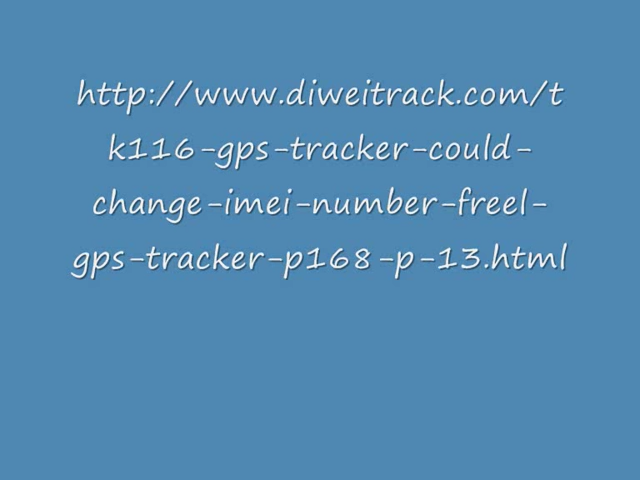 http://www.diweitrack.com/t
k116-gps-tracker-could-
change-imei-number-freel-
gps-tracker-p168-p-13.html